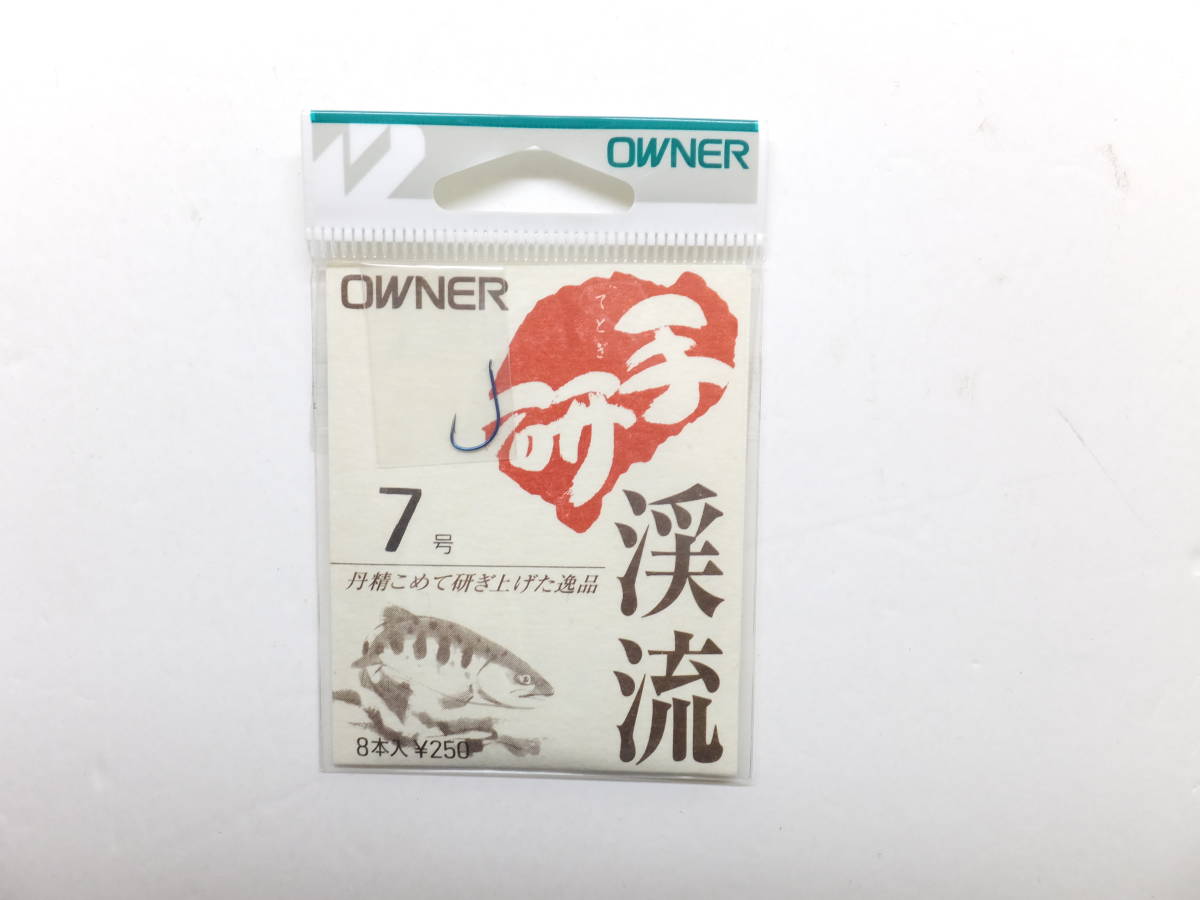 OWNER
OWNER
てとぎ
手研
渓流
7号
丹精こめて研ぎ上げた逸品
8本入 ¥250